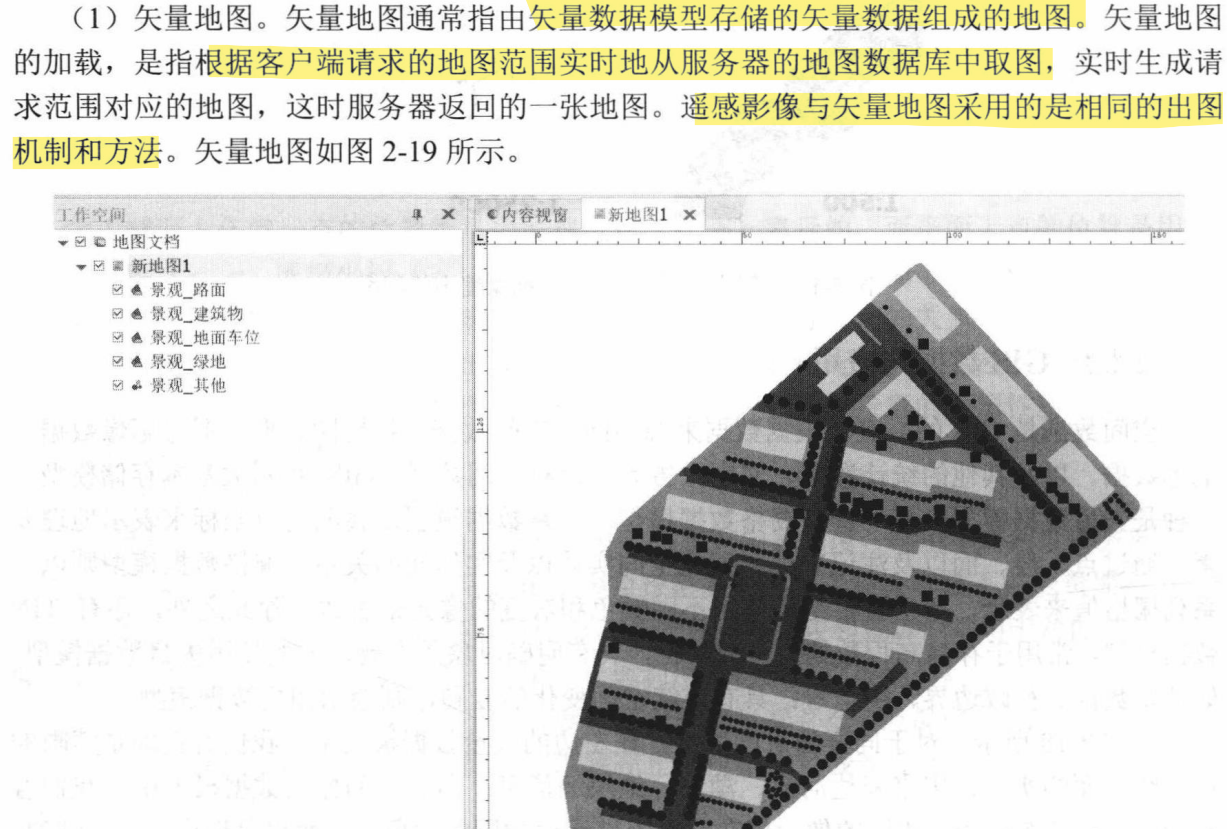 （1）矢量地图。矢量地图通常指由矢量数据模型存储的矢量数据组成的地图。矢量地图
的加载，是指根据客户端请求的地图范围实时地从服务器的地图数据库中取图，实时生成请
求范围对应的地图，这时服务器返回的一张地图。遥感影像与矢量地图采用的是相同的出图
机制和方法。矢量地图如图 2-19 所示。
工作空间
内容视窗 新地图1
地图文档
新地图1
景观_路面
景观_建筑物
景观_地面车位
景观_绿地
景观_其他
0 50 100 150
125
75